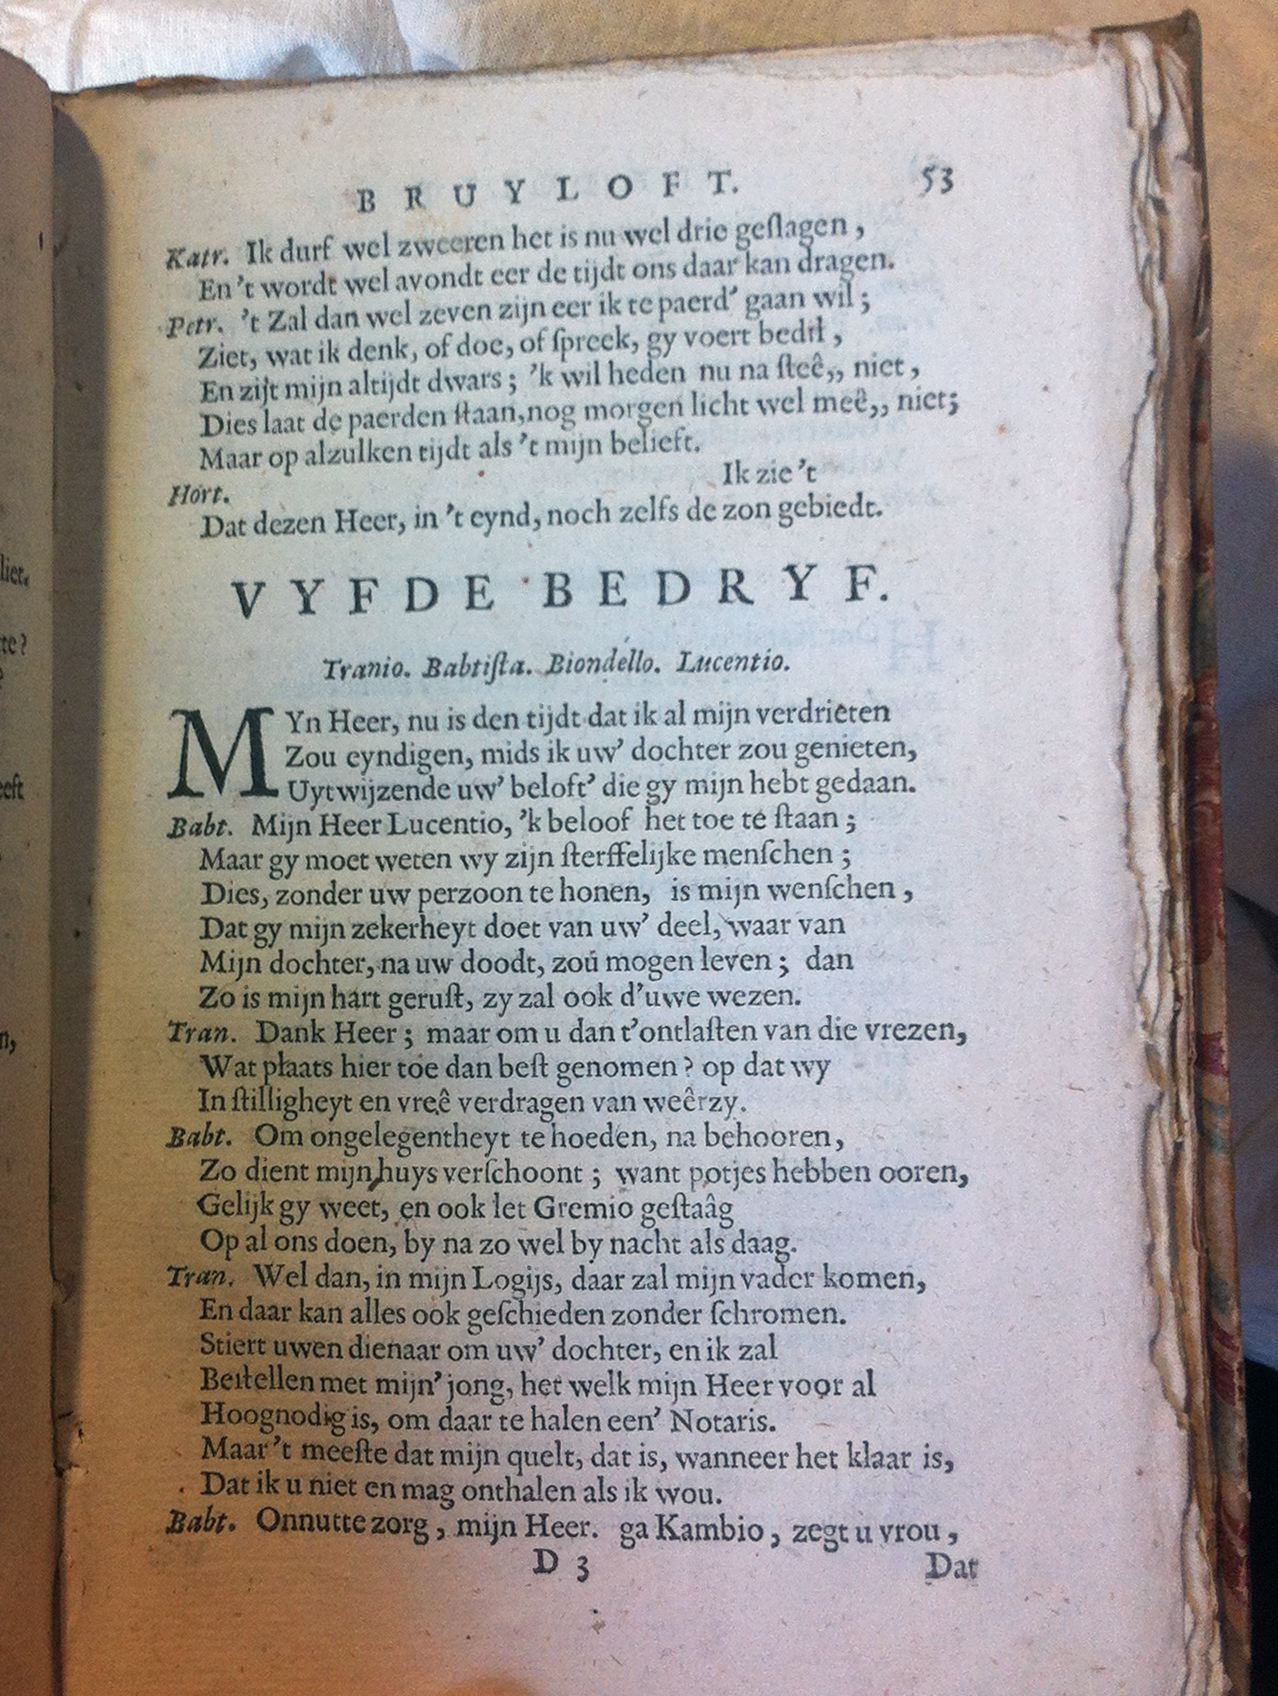 BRUYLOFT. 53
Katr. Ik durf wel zweeren het is nu wel drie geſlagen,
En 't wordt wel avondt eer de tijdt ons daar kan dragen.
Petr. 't Zal dan wel zeven zijn eer ik te paerd' gaan wil;
Ziet, wat ik denk, of doe, of ſpreek, gy voert bedil,
En zijt mijn altijdt dwars; 'k wil heden nu na ſteê,, niet,
Dies laat de paerden ſtaan, nog morgen licht wel meê,, niet;
Maar op alzulken tijdt als 't mijn belieft.
Ik zie 't
Hort.
Dat dezen Heer, in 't eynd, noch zelfs de zon gebiedt.
VYFDE BEDRYF.
Tranio. Babtiſta. Biondello. Lucentio.
MYn Heer, nu is den tijdt dat ik al mijn verdrieten
Zou eyndigen, mids ik uw' dochter zou genieten,
Uytwijzende uw' beloft' die gy mijn hebt gedaan.
Babt. Mijn Heer Lucentio, 'k beloof het toe te ſtaan;
Maar gy moet weten wy zijn ſterffelijke menſchen;
Dies, zonder uw perzoon te honen, is mijn wenſchen,
Dat gy mijn zekerheyt doet van uw' deel, waar van
Mijn dochter, na uw doodt, zoú mogen leven; dan
Zo is mijn hart geruſt, zy zal ook d'uwe wezen.
Tran. Dank Heer; maar om u dan t'ontlaſten van die vrezen,
Wat plaats hier toe dan beſt genomen? op dat wy
In ſtilligheyt en vreê verdragen van weêrzy.
Babt. Om ongelegentheyt te hoeden, na behooren,
Zo dient mijn huys verſchoont; want potjes hebben ooren,
Gelijk gy weet, en ook let Gremio geſtaâg
Op al ons doen, by na zo wel by nacht als daag.
Tran. Wel dan, in mijn Logijs, daar zal mijn vader komen,
En daar kan alles ook geſchieden zonder ſchromen.
Stiert uwen dienaar om uw' dochter, en ik zal
Beſtellen met mijn' jong, het welk mijn Heer voor al
Hoognodig is, om daar te halen een' Notaris.
Maar 't meeſte dat mijn quelt, dat is, wanneer het klaar is,
Dat ik u niet en mag onthalen als ik wou.
Babt. Onnutte zorg, mijn Heer. ga Kambio, zegt u vrou,
D 3 Dat